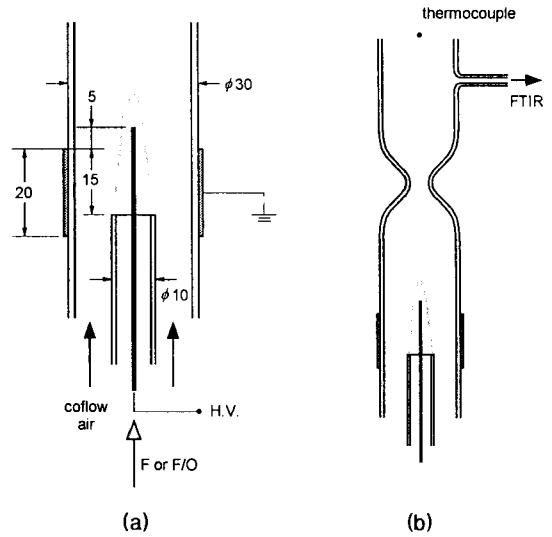 thermocouple
5
ϕ30
FTIR
20
15
ϕ10
coflow
air
H.V.
F or F/O
(a)
(b)